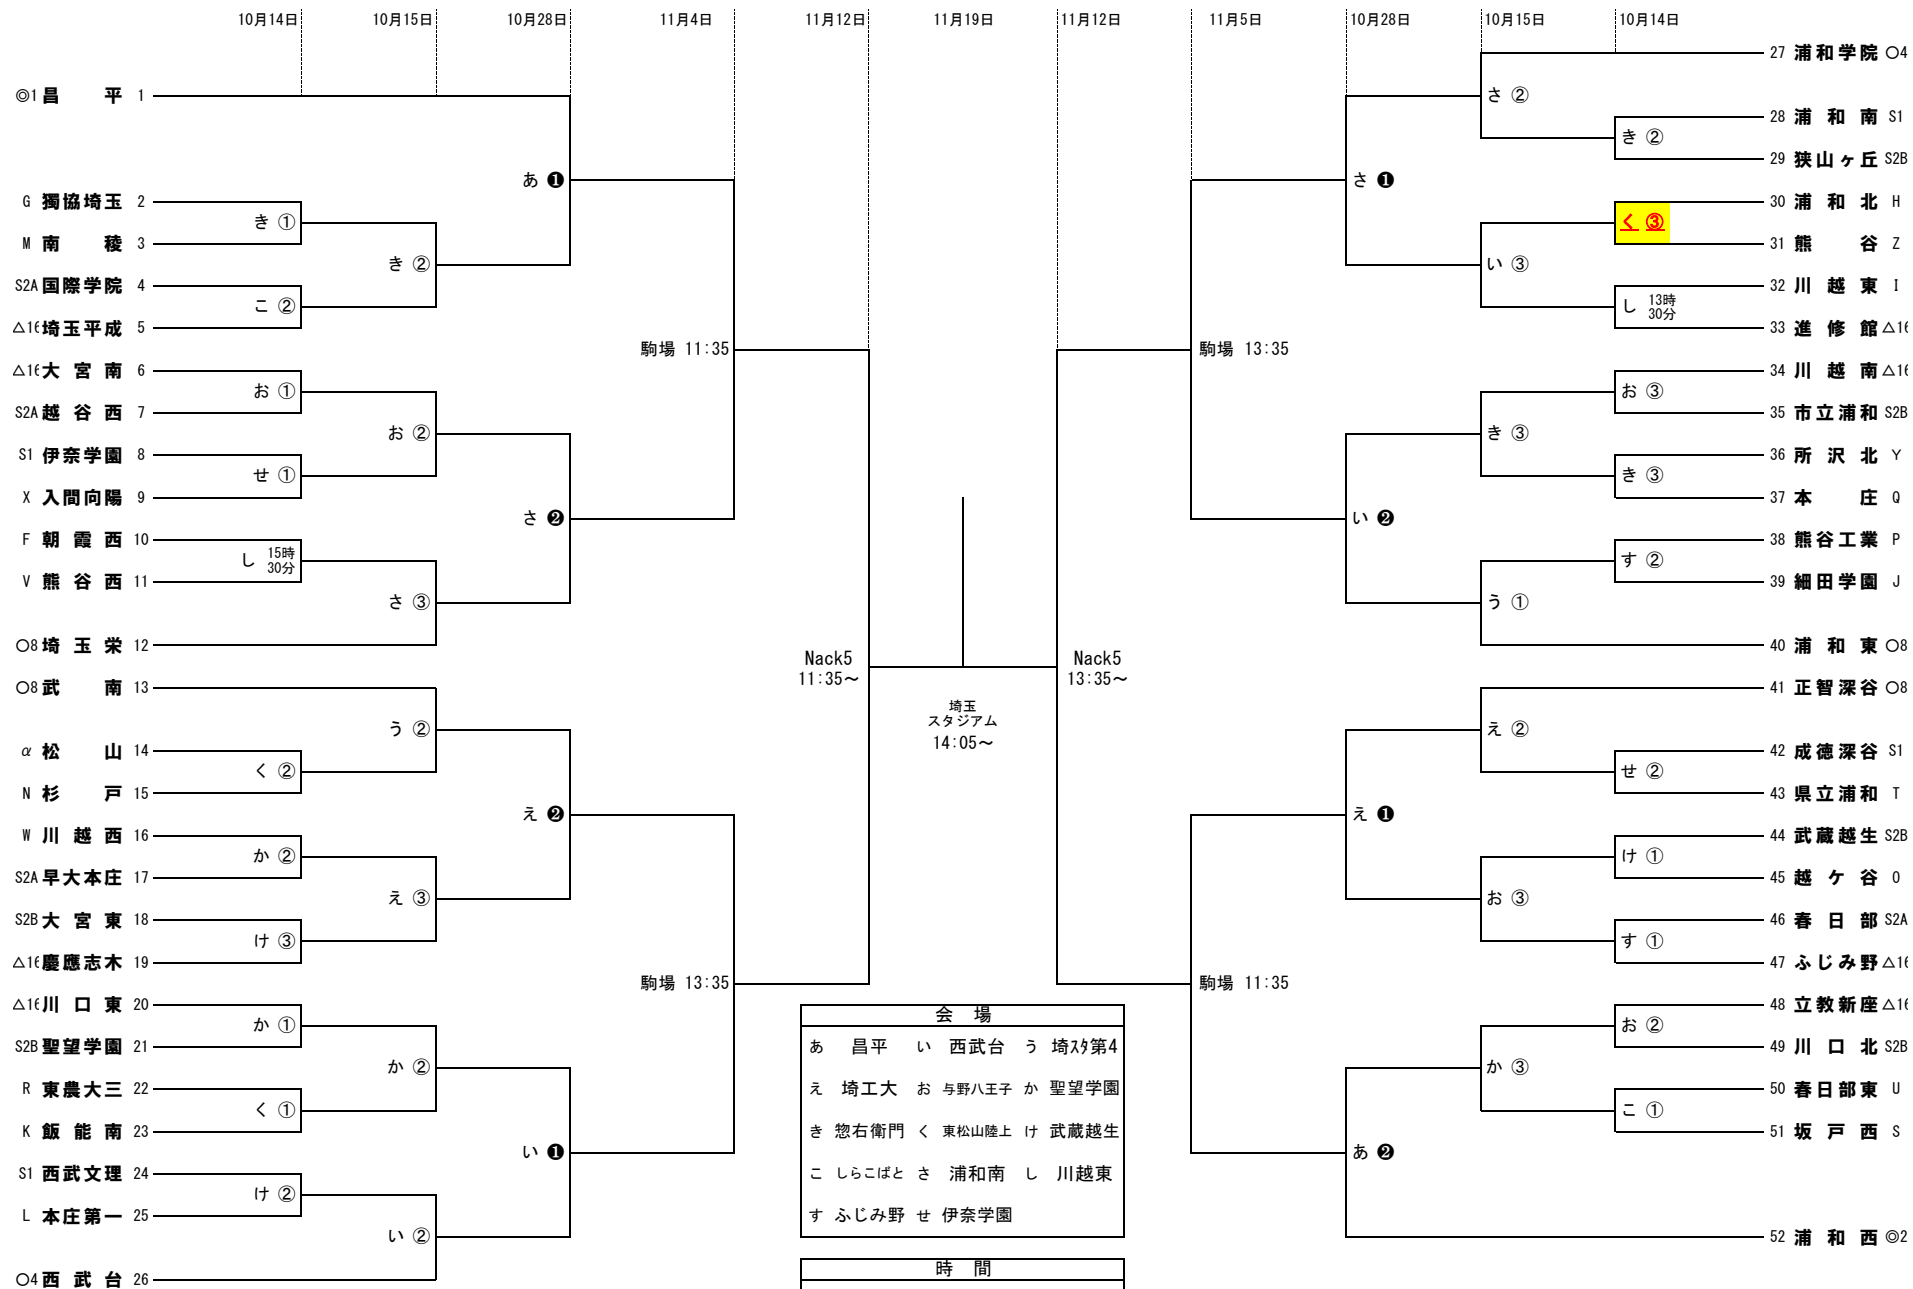 10月14日 10月15日 10月28日 11月4日 11月12日 11月19日 11月12日 11月5日 10月28日 10月15日 10月14日
◎1 昌 平 1
あ ❶
G 獨協埼玉 2
き ①
M 南 稜 3
き ②
S2A 国際学院 4
こ ②
△16 埼玉平成 5
駒場 11:35
△16 大宮南 6
お ①
S2A 越谷西 7
お ②
S1 伊奈学園 8
せ ①
X 入間向陽 9
さ ❷
F 朝霞西 10
し 15時
30分
V 熊谷西 11
さ ③
○8 埼玉栄 12
Nack5
11:35～
○8 武 南 13
う ②
α 松 山 14
く ②
N 杉 戸 15
え ❷
W 川越西 16
か ②
S2A 早大本庄 17
え ③
S2B 大宮東 18
け ③
△16 慶應志木 19
駒場 13:35
△16 川口東 20
か ①
S2B 聖望学園 21
か ②
R 東農大三 22
く ①
K 飯能南 23
い ❶
S1 西武文理 24
け ②
L 本庄第一 25
い ②
○4 西武台 26
埼玉
スタジアム
14:05～
27 浦和学院 ○4
さ ②
28 浦和南 S1
き ②
29 狭山ヶ丘 S2B
さ ❶
30 浦和北 H
く ③
31 熊 谷 Z
い ③
32 川越東 I
し 13時
30分
33 進修館 △16
駒場 13:35
34 川越南 △16
お ③
35 市立浦和 S2B
き ③
36 所沢北 Y
き ③
37 本 庄 Q
い ❷
38 熊谷工業 P
す ②
39 細田学園 J
う ①
40 浦和東 ○8
Nack5
13:35～
41 正智深谷 ○8
え ②
42 成徳深谷 S1
せ ②
43 県立浦和 T
え ❶
44 武蔵越生 S2B
け ①
45 越ケ谷 O
お ③
46 春日部 S2A
す ①
47 ふじみ野 △16
駒場 11:35
48 立教新座 △16
お ②
49 川口北 S2B
か ③
50 春日部東 U
こ ①
51 坂戸西 S
あ ❷
52 浦和西 ◎2
会 場
あ 昌平 い 西武台 う 埼ｽﾀ第4
え 埼工大 お 与野八王子 か 聖望学園
き 惣右衛門 く 東松山陸上 け 武蔵越生
こ しらこばと さ 浦和南 し 川越東
す ふじみ野 せ 伊奈学園
時 間